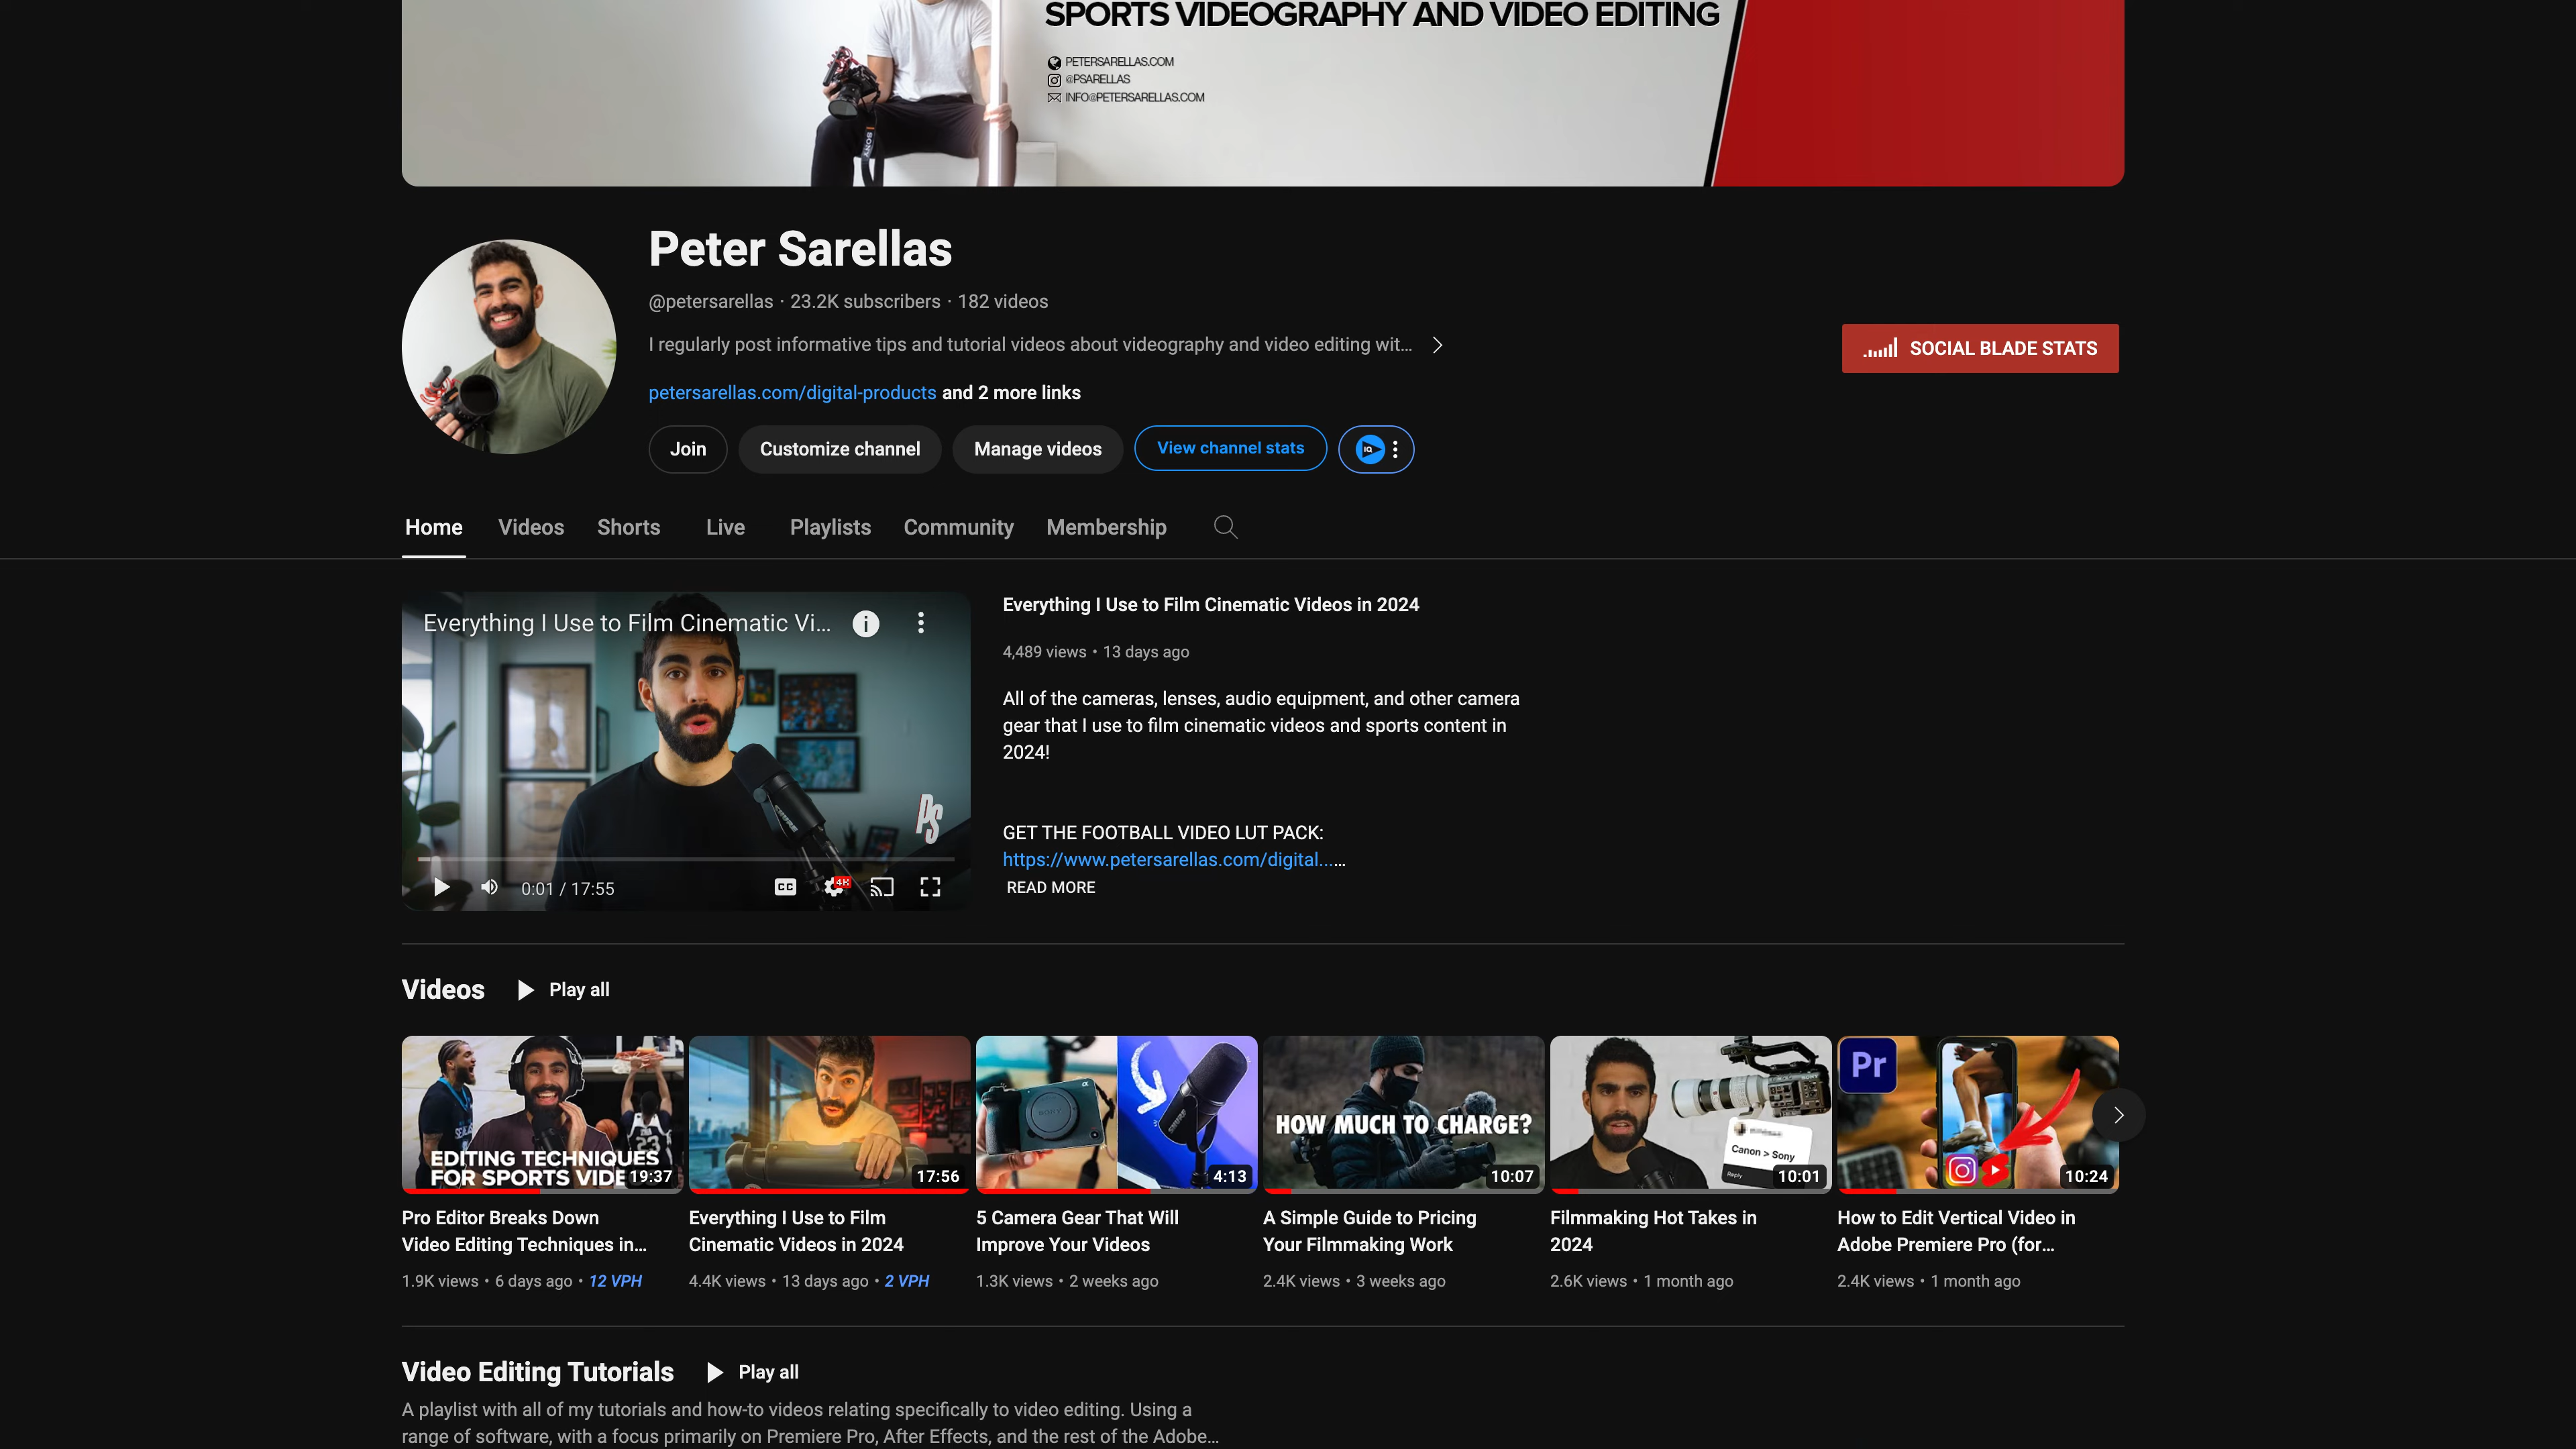 SPORTS VIDEOGRAPHY AND VIDEO EDITING
PETERSARELLAS.COM
@PSARELLAS
INFO@PETERSARELLAS.COM
SONY
Peter Sarellas
@petersarellas · 23.2K subscribers · 182 videos
I regularly post informative tips and tutorial videos about videography and video editing wit...
petersarellas.com/digital-products and 2 more links
SOCIAL BLADE STATS
Join
Customize channel
Manage videos
View channel stats
IQ
Home
Videos
Shorts
Live
Playlists
Community
Membership
Everything I Use to Film Cinematic Vi...
SHURE
PS
0:01 / 17:55
CC
4K
Everything I Use to Film Cinematic Videos in 2024
4,489 views • 13 days ago
All of the cameras, lenses, audio equipment, and other camera
gear that I use to film cinematic videos and sports content in
2024!
GET THE FOOTBALL VIDEO LUT PACK:
https://www.petersarellas.com/digital......
READ MORE
Videos
Play all
23
EDITING TECHNIQUES
FOR SPORTS VIDE
19:37
Pro Editor Breaks Down
Video Editing Techniques in...
1.9K views • 6 days ago • 12 VPH
17:56
Everything I Use to Film
Cinematic Videos in 2024
4.4K views • 13 days ago • 2 VPH
SONY
SHURE
4:13
5 Camera Gear That Will
Improve Your Videos
1.3K views • 2 weeks ago
HOW MUCH TO CHARGE?
10:07
A Simple Guide to Pricing
Your Filmmaking Work
2.4K views • 3 weeks ago
Canon > Sony
Reply
10:01
Filmmaking Hot Takes in
2024
2.6K views • 1 month ago
Pr
10:24
How to Edit Vertical Video in
Adobe Premiere Pro (for...
2.4K views • 1 month ago
Video Editing Tutorials
Play all
A playlist with all of my tutorials and how-to videos relating specifically to video editing. Using a
range of software, with a focus primarily on Premiere Pro, After Effects, and the rest of the Adobe...